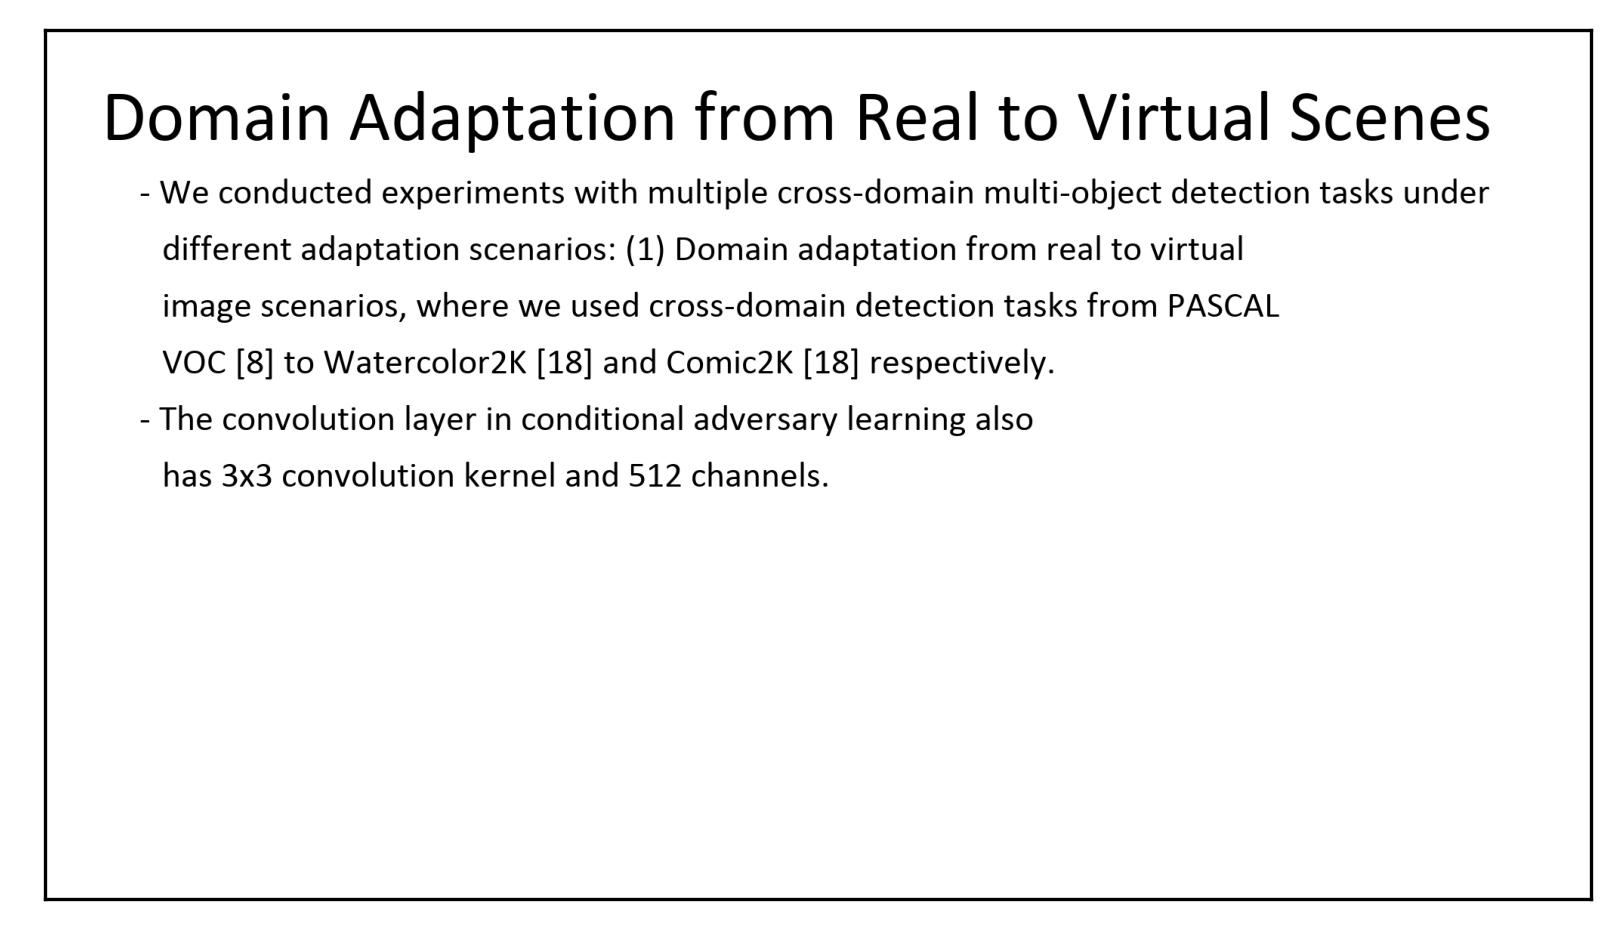 Domain Adaptation from Real to Virtual Scenes
- We conducted experiments with multiple cross-domain multi-object detection tasks under
different adaptation scenarios: (1) Domain adaptation from real to virtual
image scenarios, where we used cross-domain detection tasks from PASCAL
VOC [8] to Watercolor2K [18] and Comic2K [18] respectively.
- The convolution layer in conditional adversary learning also
has 3x3 convolution kernel and 512 channels.